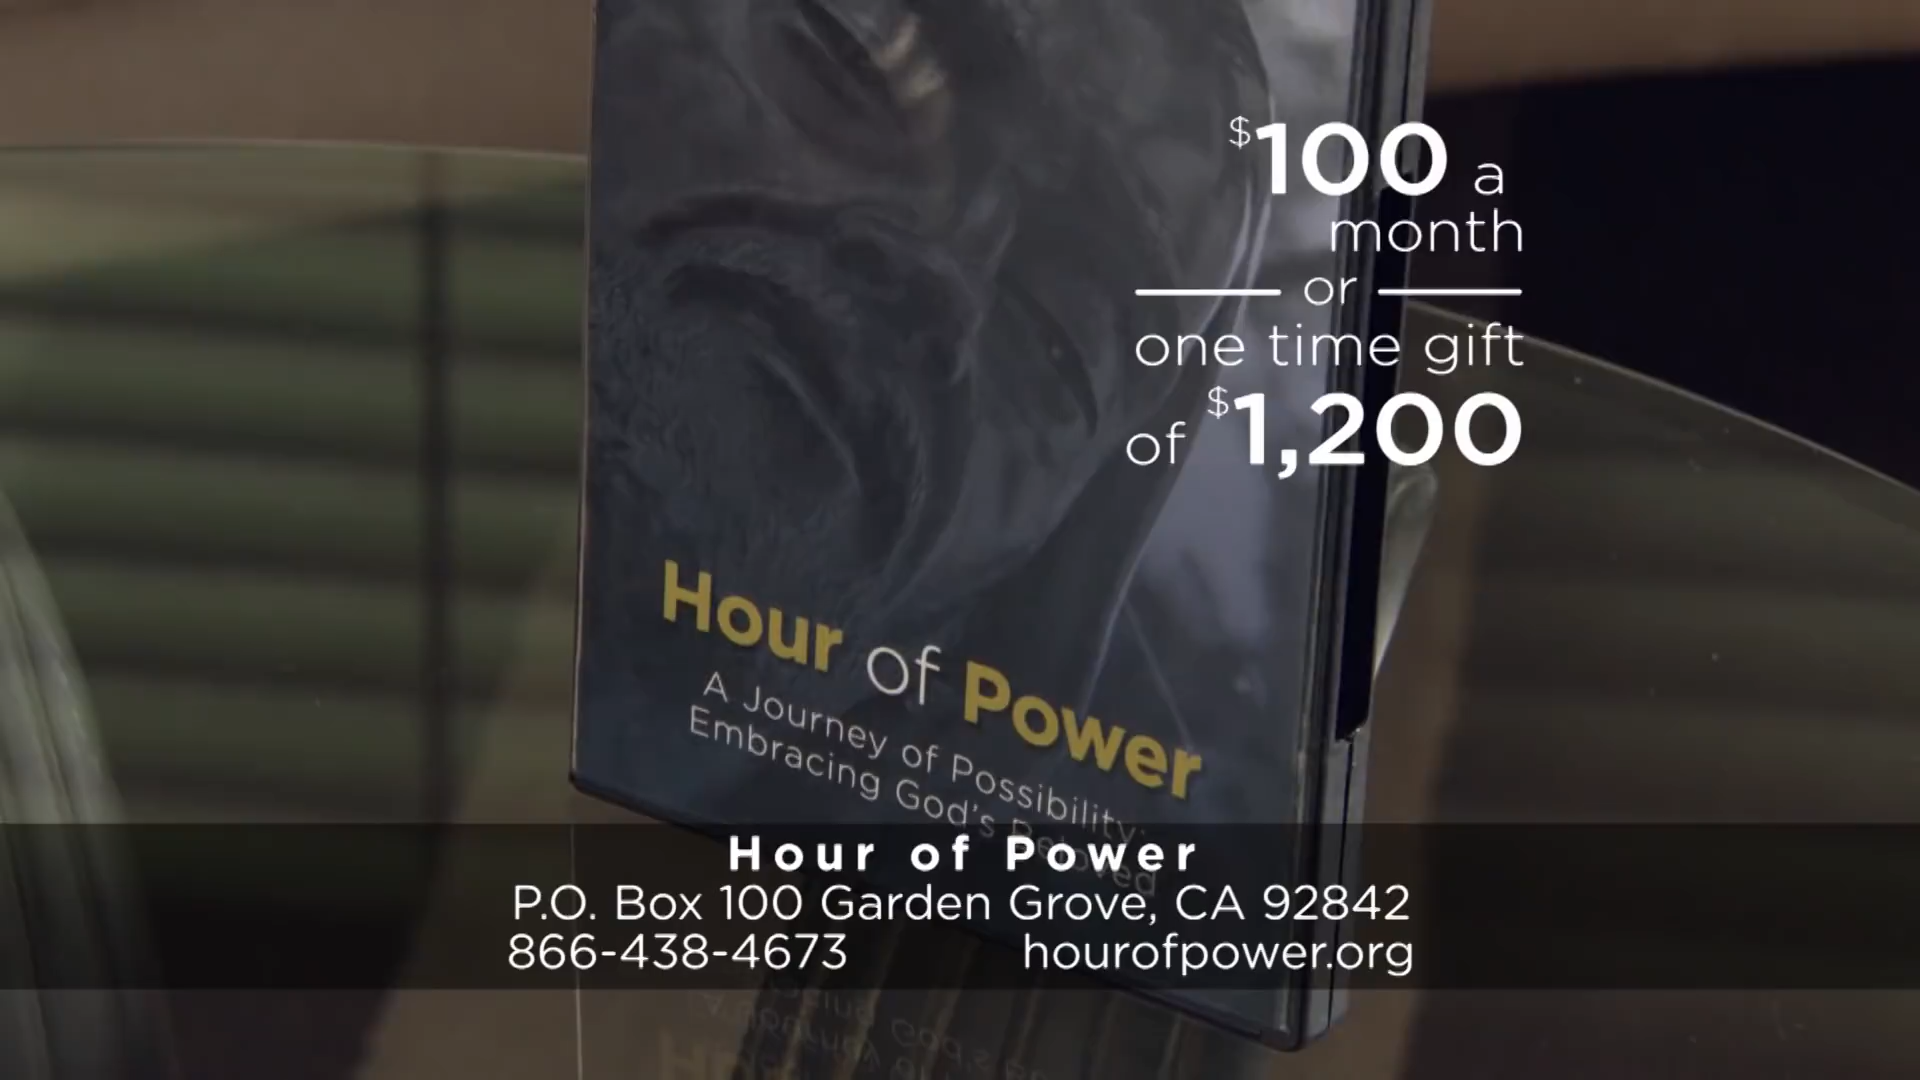 $100 a
month
or
one time gift
of $1,200
Hour of Power
A Journey of Possibility:
Embracing God's Beloved
Hour of Power
P.O. Box 100 Garden Grove, CA 92842
866-438-4673 hourofpower.org